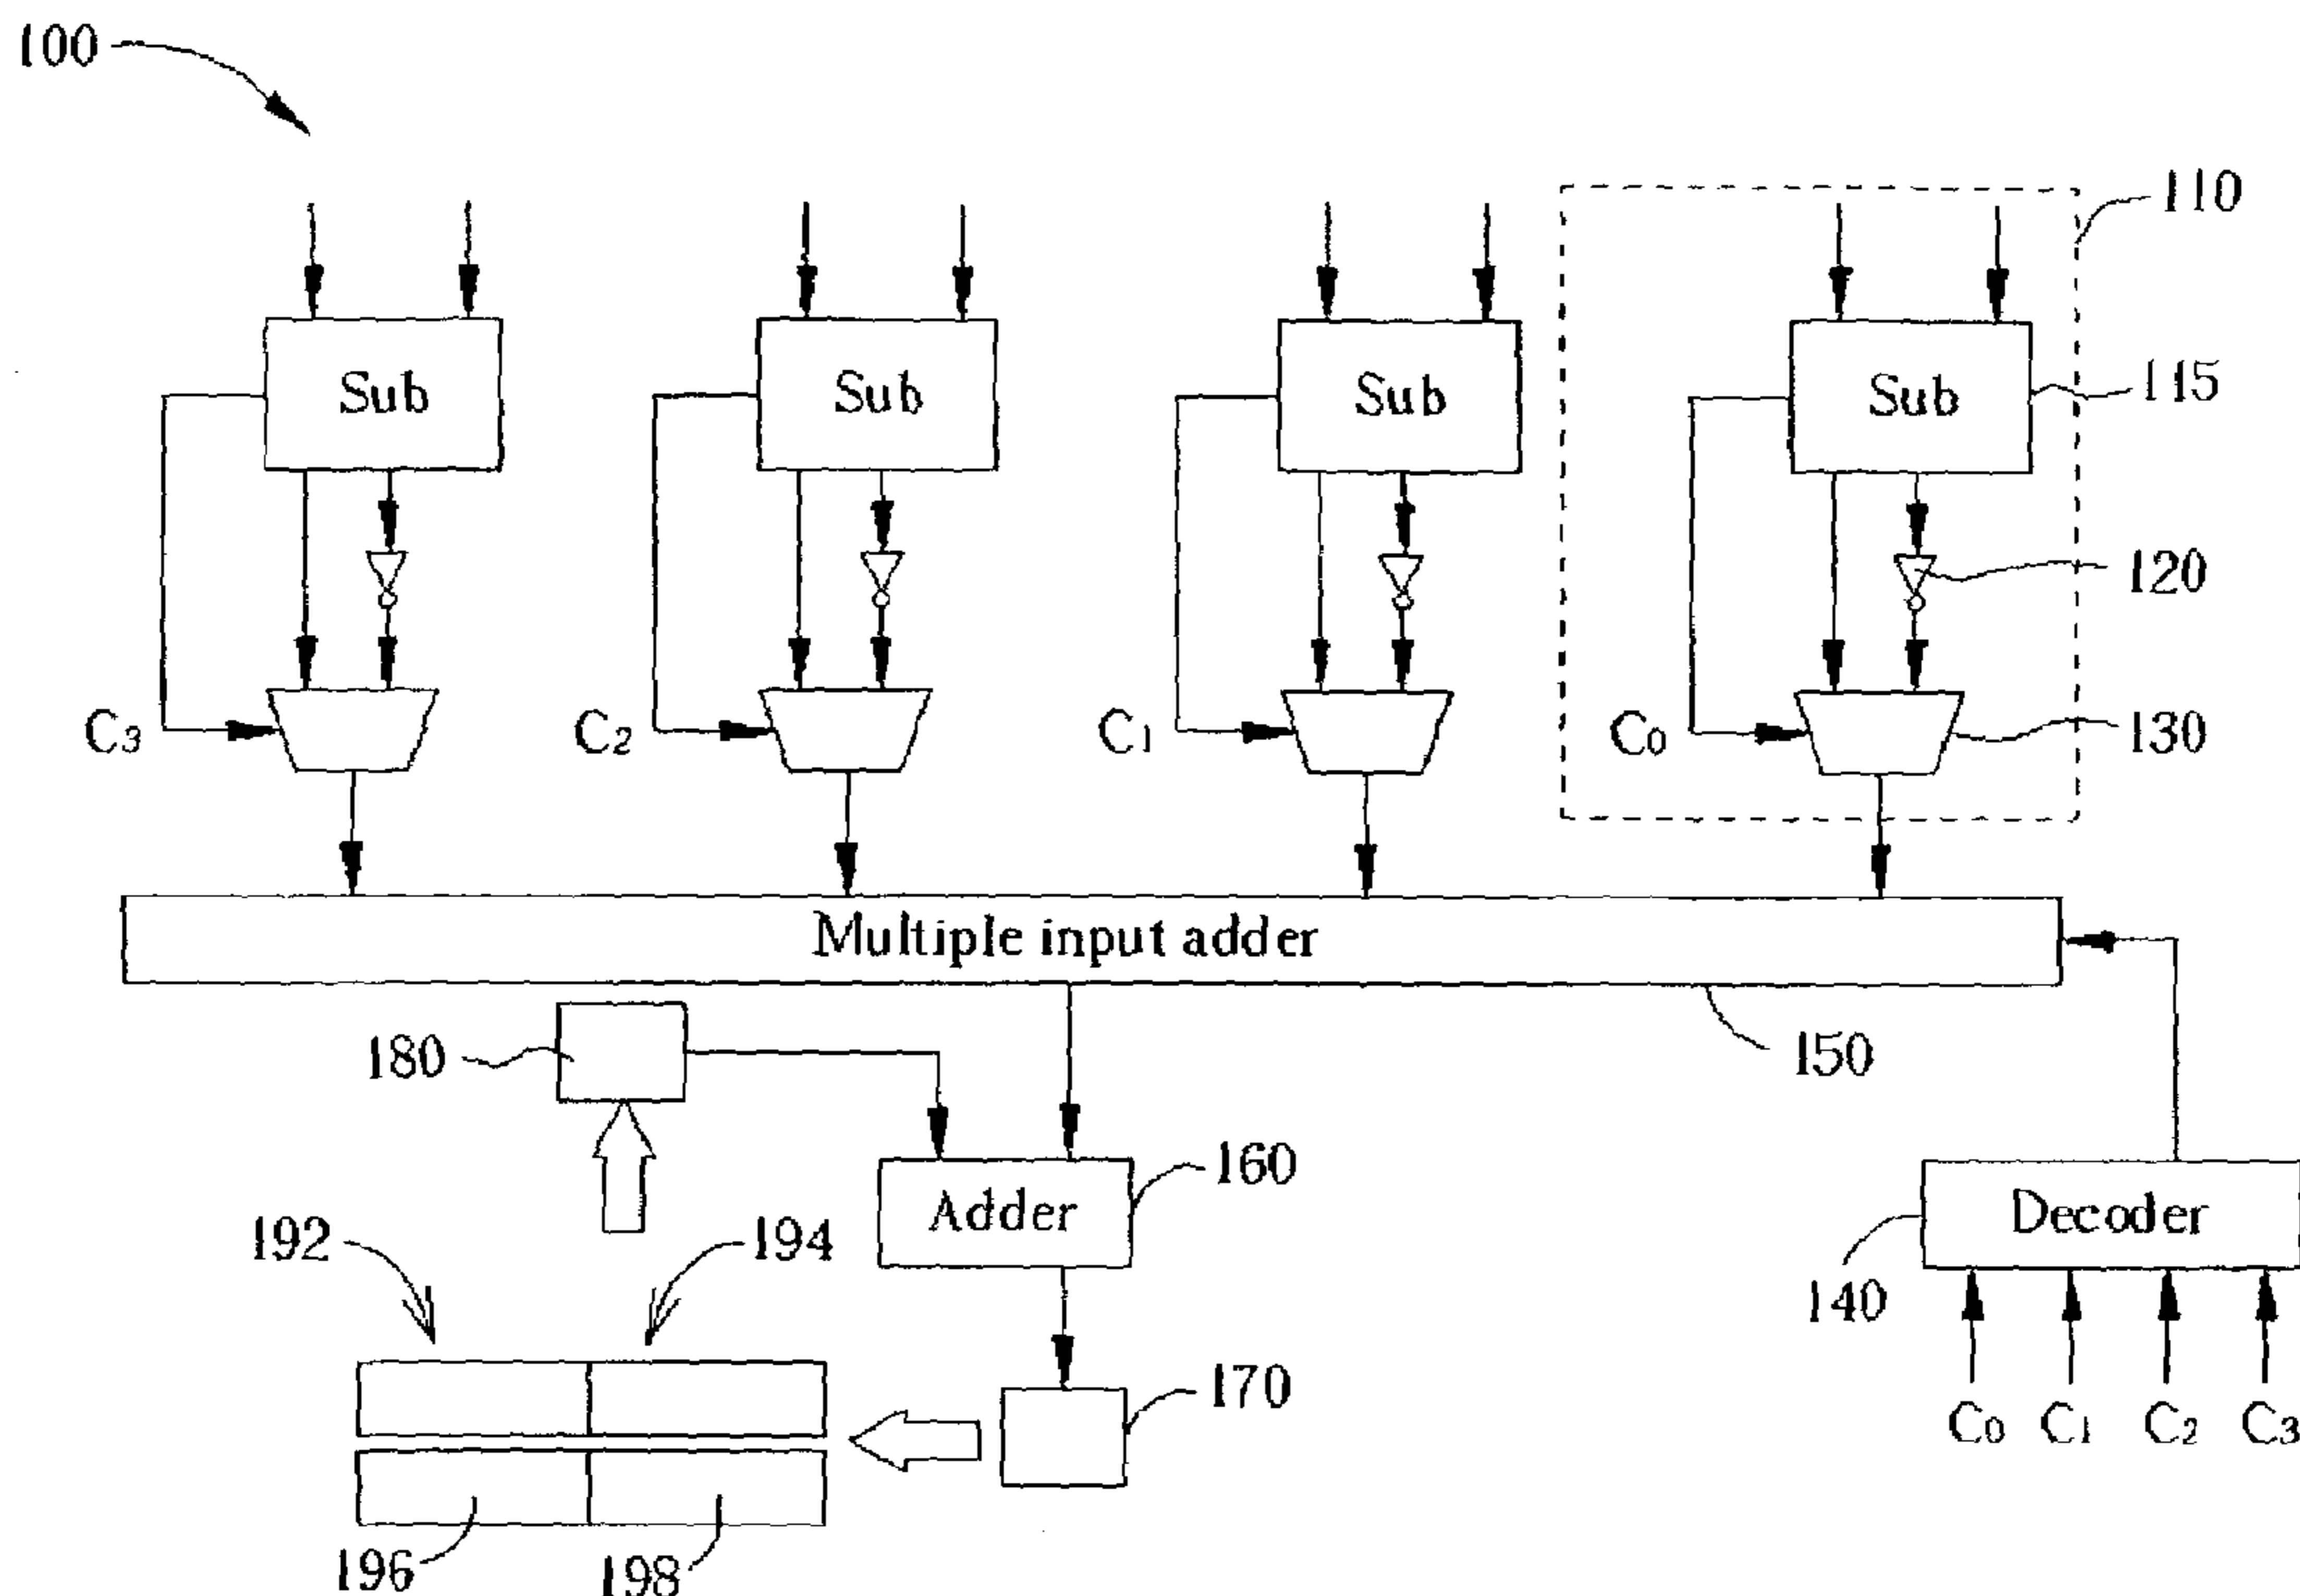 100
110
Sub Sub Sub Sub
115
120
C3 C2 C1 C0
130
Multiple input adder
180
150
160
Adder
Decoder
192
194
140
170
C0 C1 C2 C3
196
198